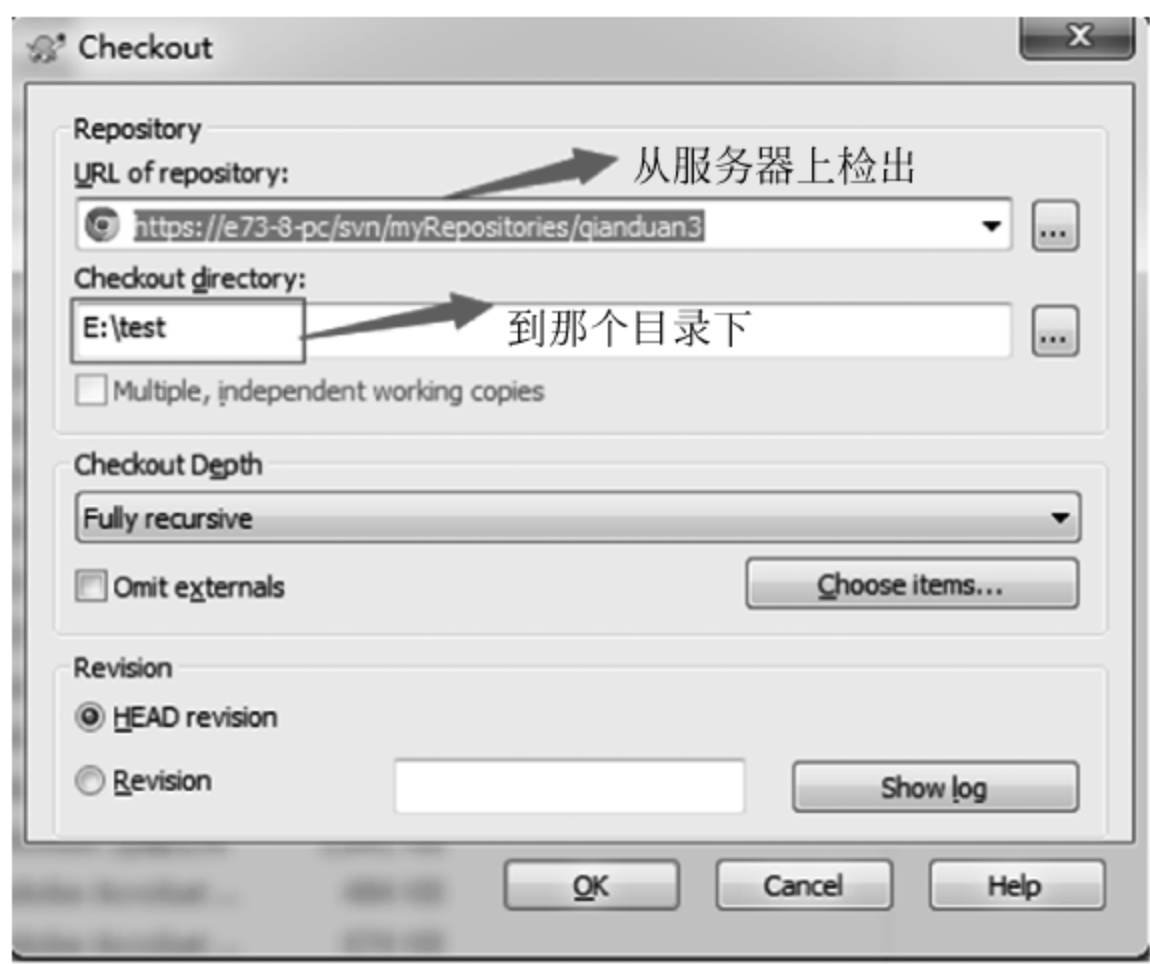 Checkout
Repository
URL of repository:
从服务器上检出
https://e73-8-pc/svn/myRepositories/qianduan3
...
Checkout directory:
E:\test
到那个目录下
...
Multiple, independent working copies
Checkout Depth
Fully recursive
Omit externals
Choose items...
Revision
HEAD revision
Revision
Show log
OK
Cancel
Help